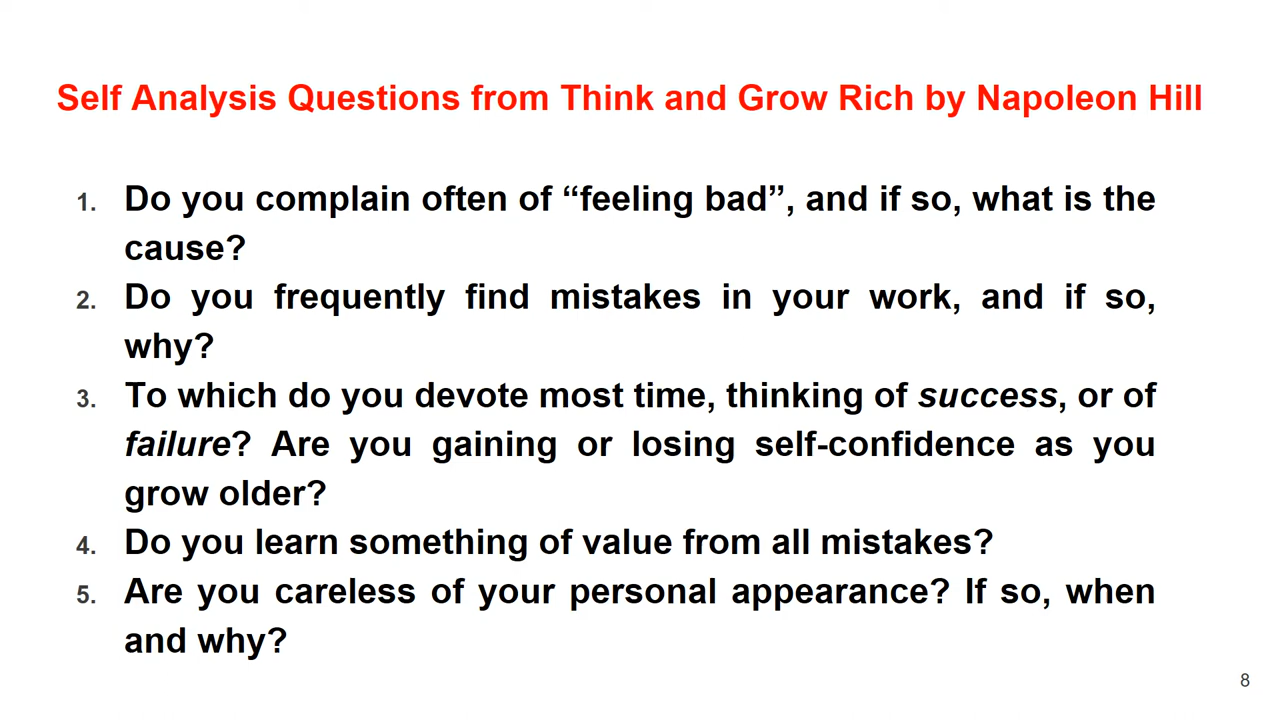 Self Analysis Questions from Think and Grow Rich by Napoleon Hill
1. Do you complain often of “feeling bad”, and if so, what is the
cause?
2. Do you frequently find mistakes in your work, and if so,
why?
3. To which do you devote most time, thinking of success, or of
failure? Are you gaining or losing self-confidence as you
grow older?
4. Do you learn something of value from all mistakes?
5. Are you careless of your personal appearance? If so, when
and why?
8